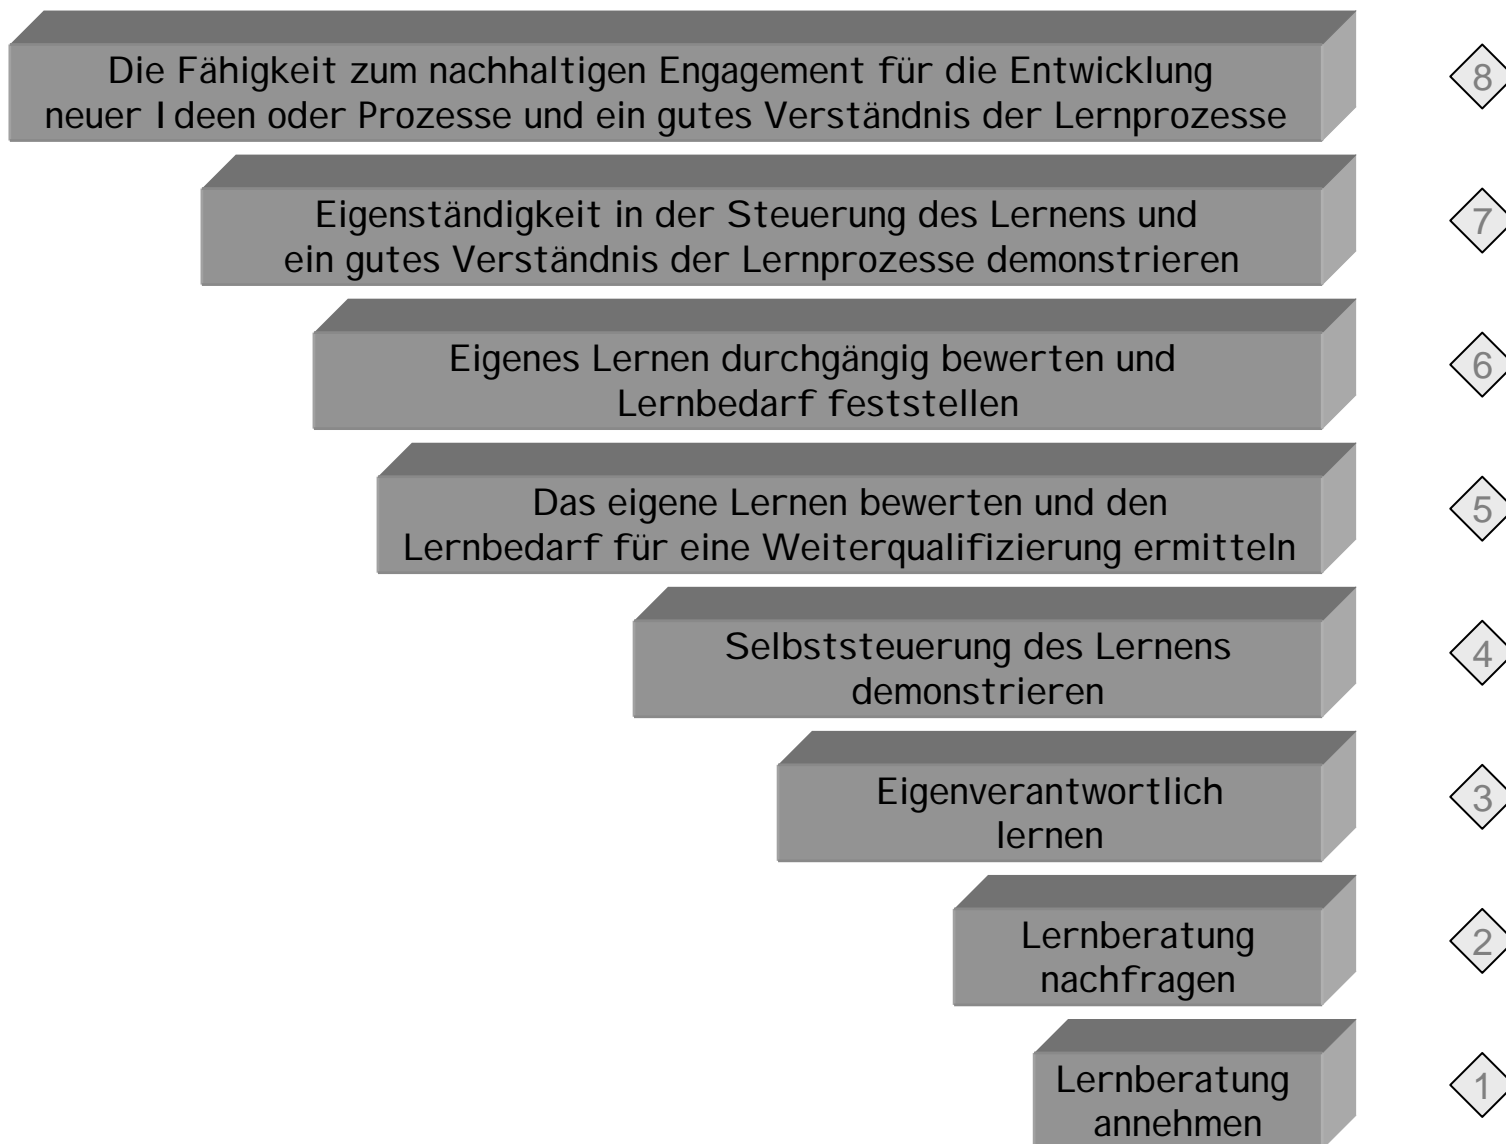 Die Fähigkeit zum nachhaltigen Engagement für die Entwicklung
neuer Ideen oder Prozesse und ein gutes Verständnis der Lernprozesse
8
Eigenständigkeit in der Steuerung des Lernens und
ein gutes Verständnis der Lernprozesse demonstrieren
7
Eigenes Lernen durchgängig bewerten und
Lernbedarf feststellen
6
Das eigene Lernen bewerten und den
Lernbedarf für eine Weiterqualifizierung ermitteln
5
Selbststeuerung des Lernens
demonstrieren
4
Eigenverantwortlich
lernen
3
Lernberatung
nachfragen
2
Lernberatung
annehmen
1